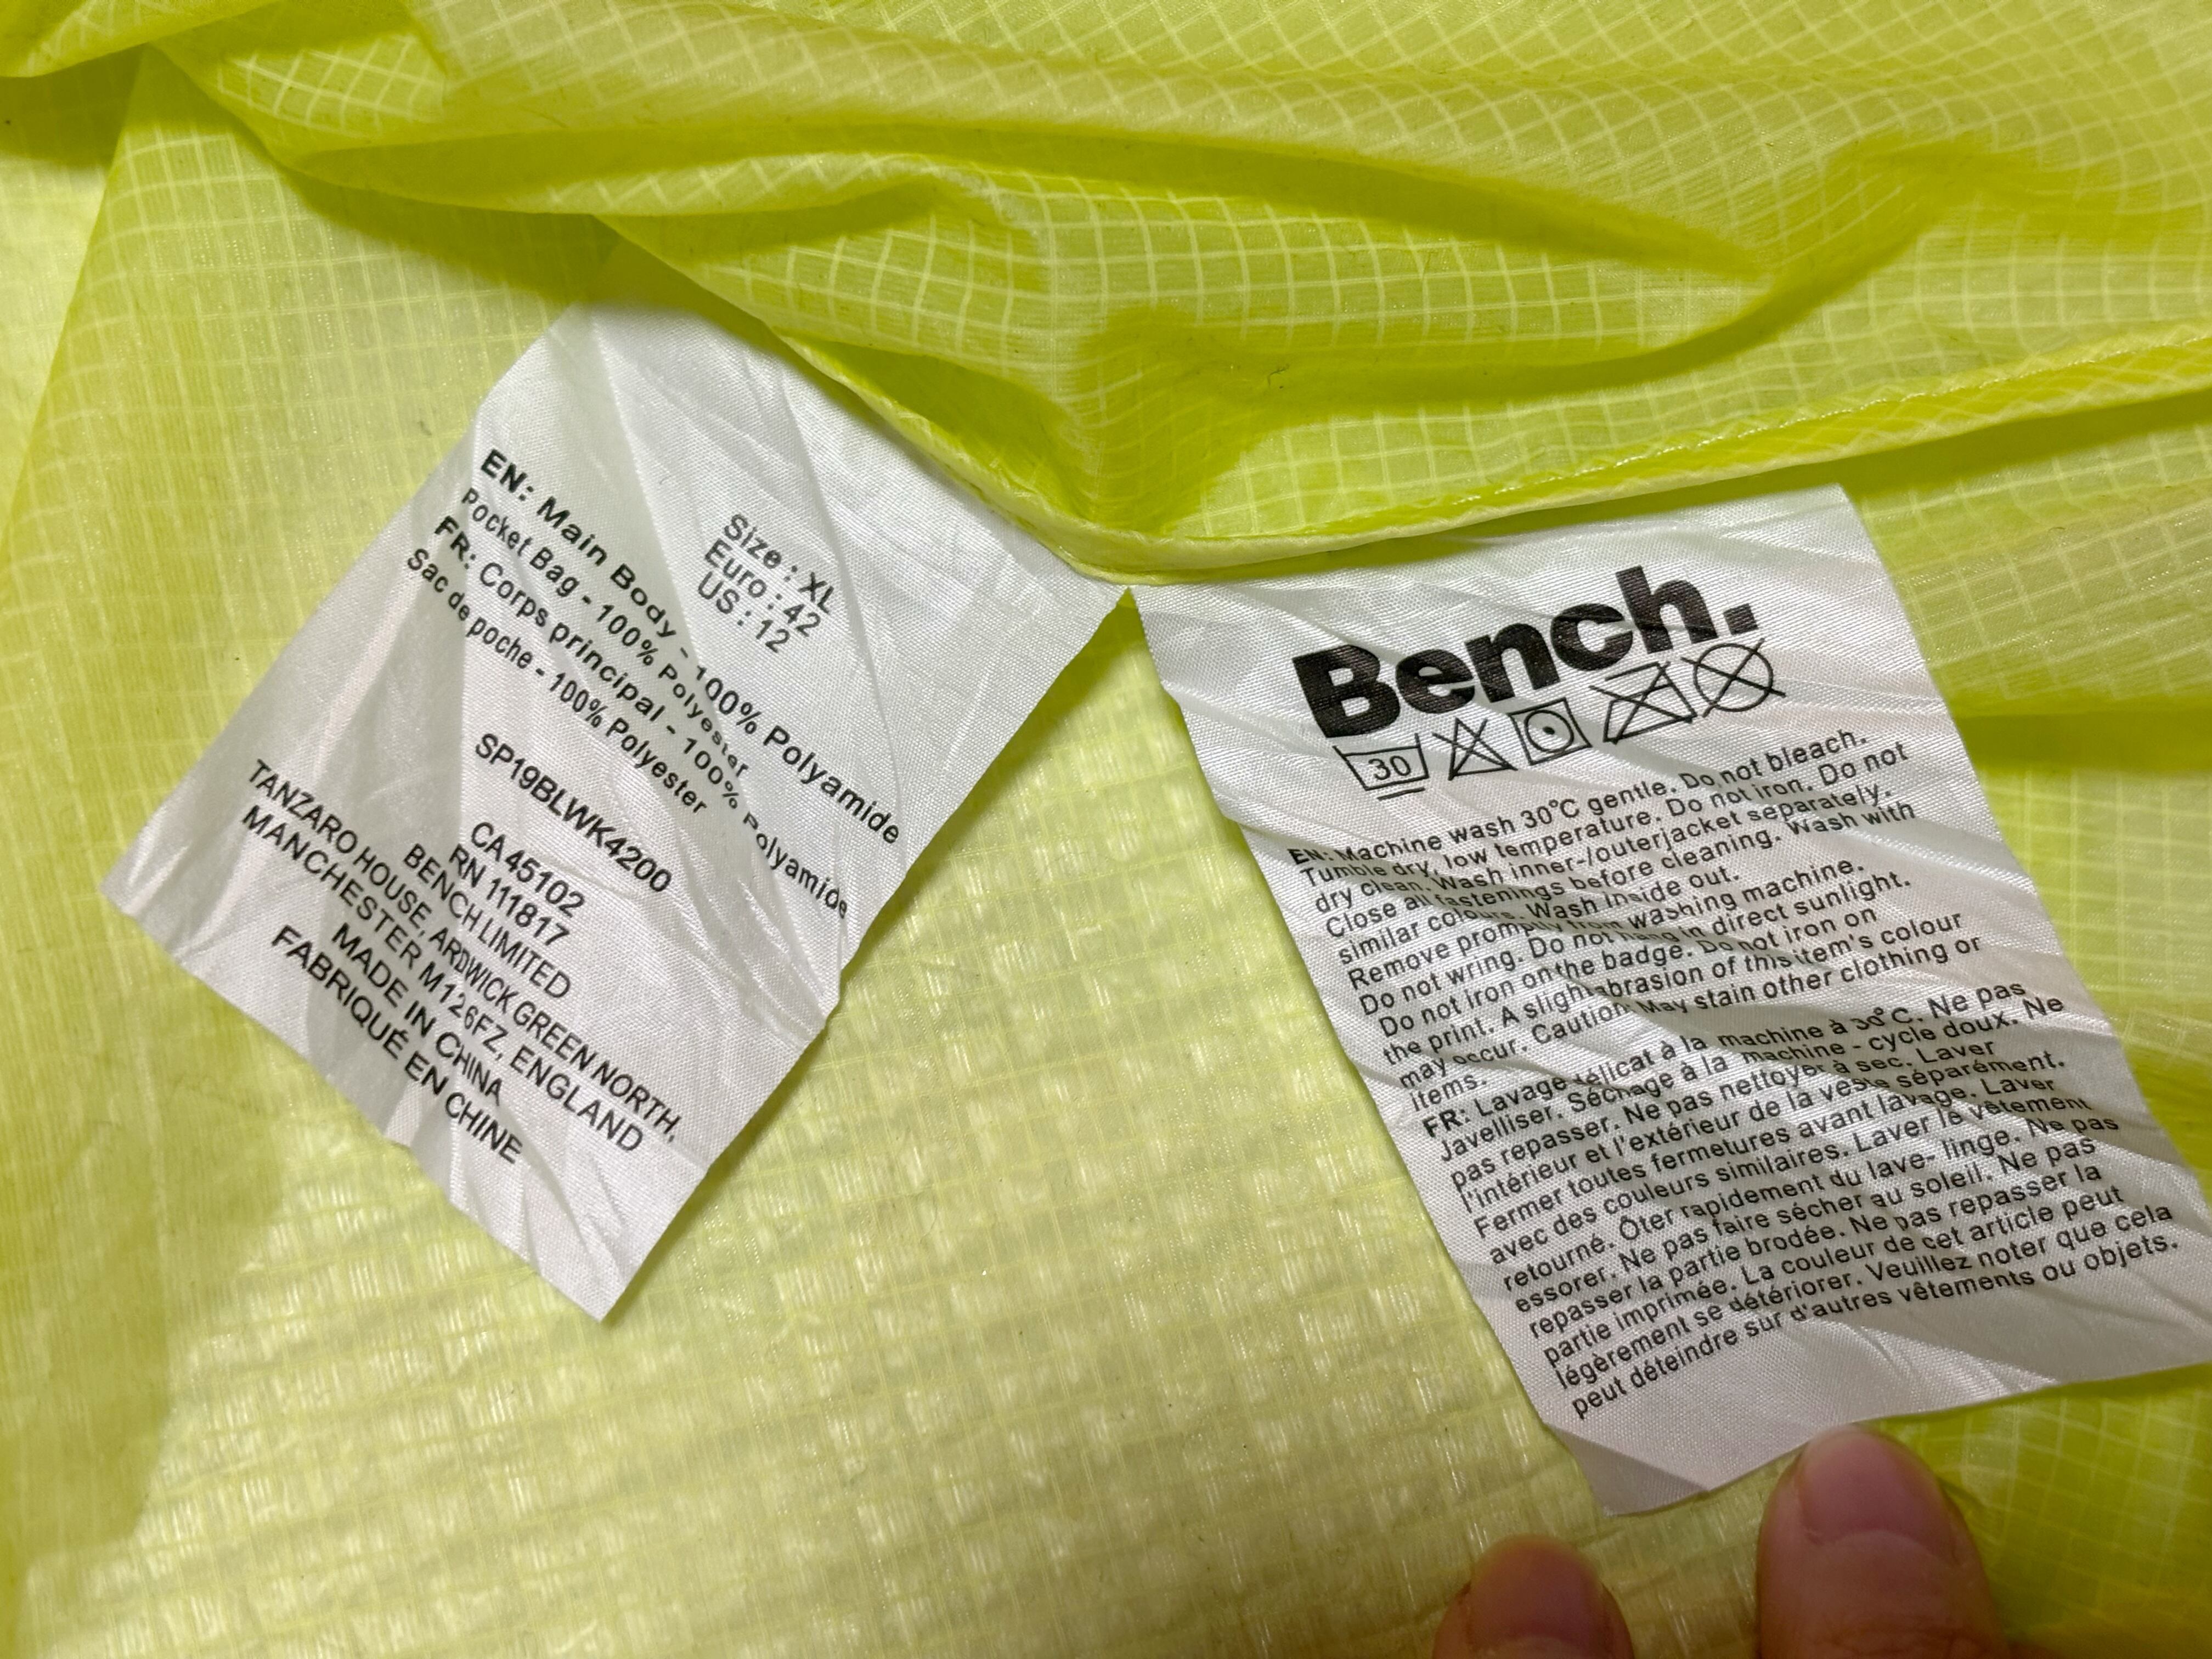 Size : XL
Euro : 42
US : 12
EN: Main Body - 100% Polyamide
Pocket Bag - 100% Polyester
FR: Corps principal - 100% Polyamide
Sac de poche - 100% Polyester
SP19BLWK4200
CA 45102
RN 111817
BENCH LIMITED
TANZARO HOUSE, ARDWICK GREEN NORTH,
MANCHESTER M126FZ, ENGLAND
MADE IN CHINA
FABRIQUÉ EN CHINE
Bench.
30
EN: Machine wash 30°C gentle. Do not bleach.
Tumble dry, low temperature. Do not iron. Do not
dry clean. Wash inner-/outerjacket separately.
Close all fastenings before cleaning. Wash with
similar colours. Wash inside out.
Remove promptly from washing machine.
Do not wring. Do not hang in direct sunlight.
Do not iron on the badge. Do not iron on
the print. A slight abrasion of this item's colour
may occur. Caution: May stain other clothing or
items.
FR: Lavage délicat à la machine à 30°C. Ne pas
Javelliser. Séchage à la machine - cycle doux. Ne
pas repasser. Ne pas nettoyer à sec. Laver
l'intérieur et l'extérieur de la veste séparément.
Fermer toutes fermetures avant lavage. Laver
avec des couleurs similaires. Laver le vêtement
retourné. Ôter rapidement du lave- linge. Ne pas
essorer. Ne pas faire sécher au soleil. Ne pas
repasser la partie brodée. Ne pas repasser la
partie imprimée. La couleur de cet article peut
légèrement se détériorer. Veuillez noter que cela
peut déteindre sur d'autres vêtements ou objets.